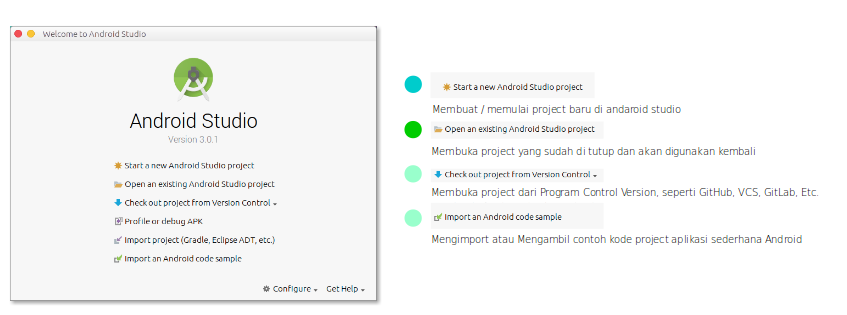 Welcome to Android Studio
Android Studio
Version 3.0.1
Start a new Android Studio project
Open an existing Android Studio project
Check out project from Version Control
Profile or debug APK
Import project (Gradle, Eclipse ADT, etc.)
Import an Android code sample
Configure
Get Help
Start a new Android Studio project
Membuat / memulai project baru di andaroid studio
Open an existing Android Studio project
Membuka project yang sudah di tutup dan akan digunakan kembali
Check out project from Version Control
Membuka project dari Program Control Version, seperti GitHub, VCS, GitLab, Etc.
Import an Android code sample
Mengimport atau Mengambil contoh kode project aplikasi sederhana Android